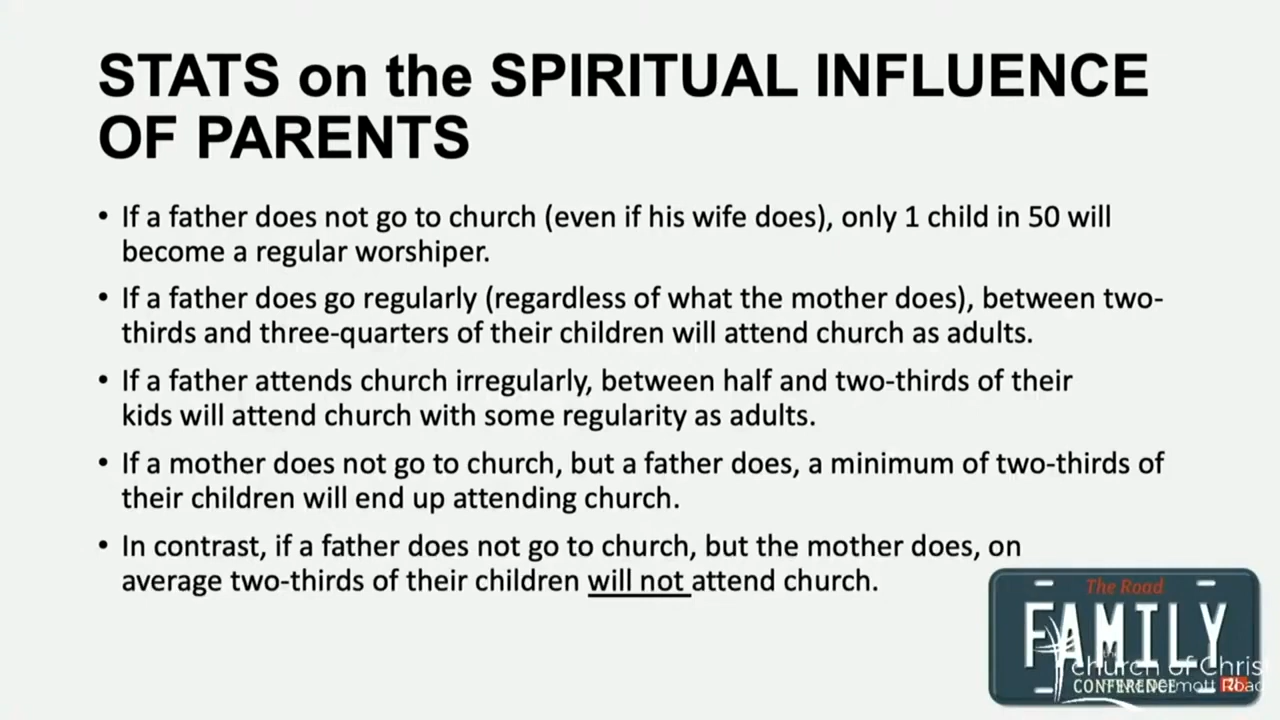 STATS on the SPIRITUAL INFLUENCE
OF PARENTS
• If a father does not go to church (even if his wife does), only 1 child in 50 will
become a regular worshiper.
• If a father does go regularly (regardless of what the mother does), between two-
thirds and three-quarters of their children will attend church as adults.
• If a father attends church irregularly, between half and two-thirds of their
kids will attend church with some regularity as adults.
• If a mother does not go to church, but a father does, a minimum of two-thirds of
their children will end up attending church.
• In contrast, if a father does not go to church, but the mother does, on
average two-thirds of their children will not attend church.
The Road
FAMILY
the
church of Christ
CONFERENCE
Road